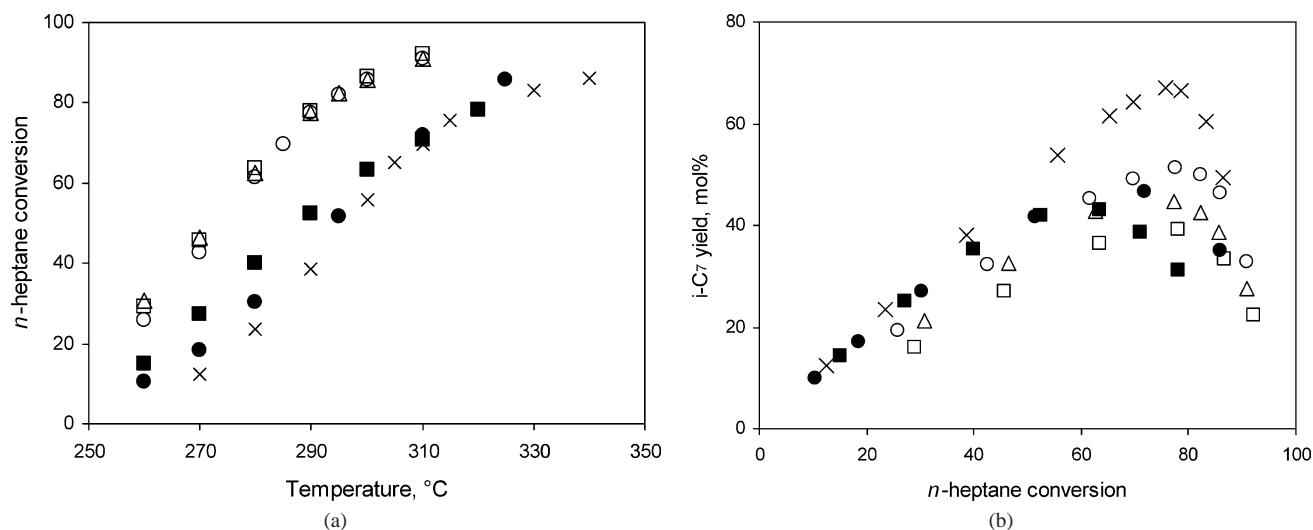 100
80
60
40
20
0
n-heptane conversion
250 270 290 310 330 350
Temperature, °C
(a)
80
60
40
20
0
i-C7 yield, mol%
0 20 40 60 80 100
n-heptane conversion
(b)